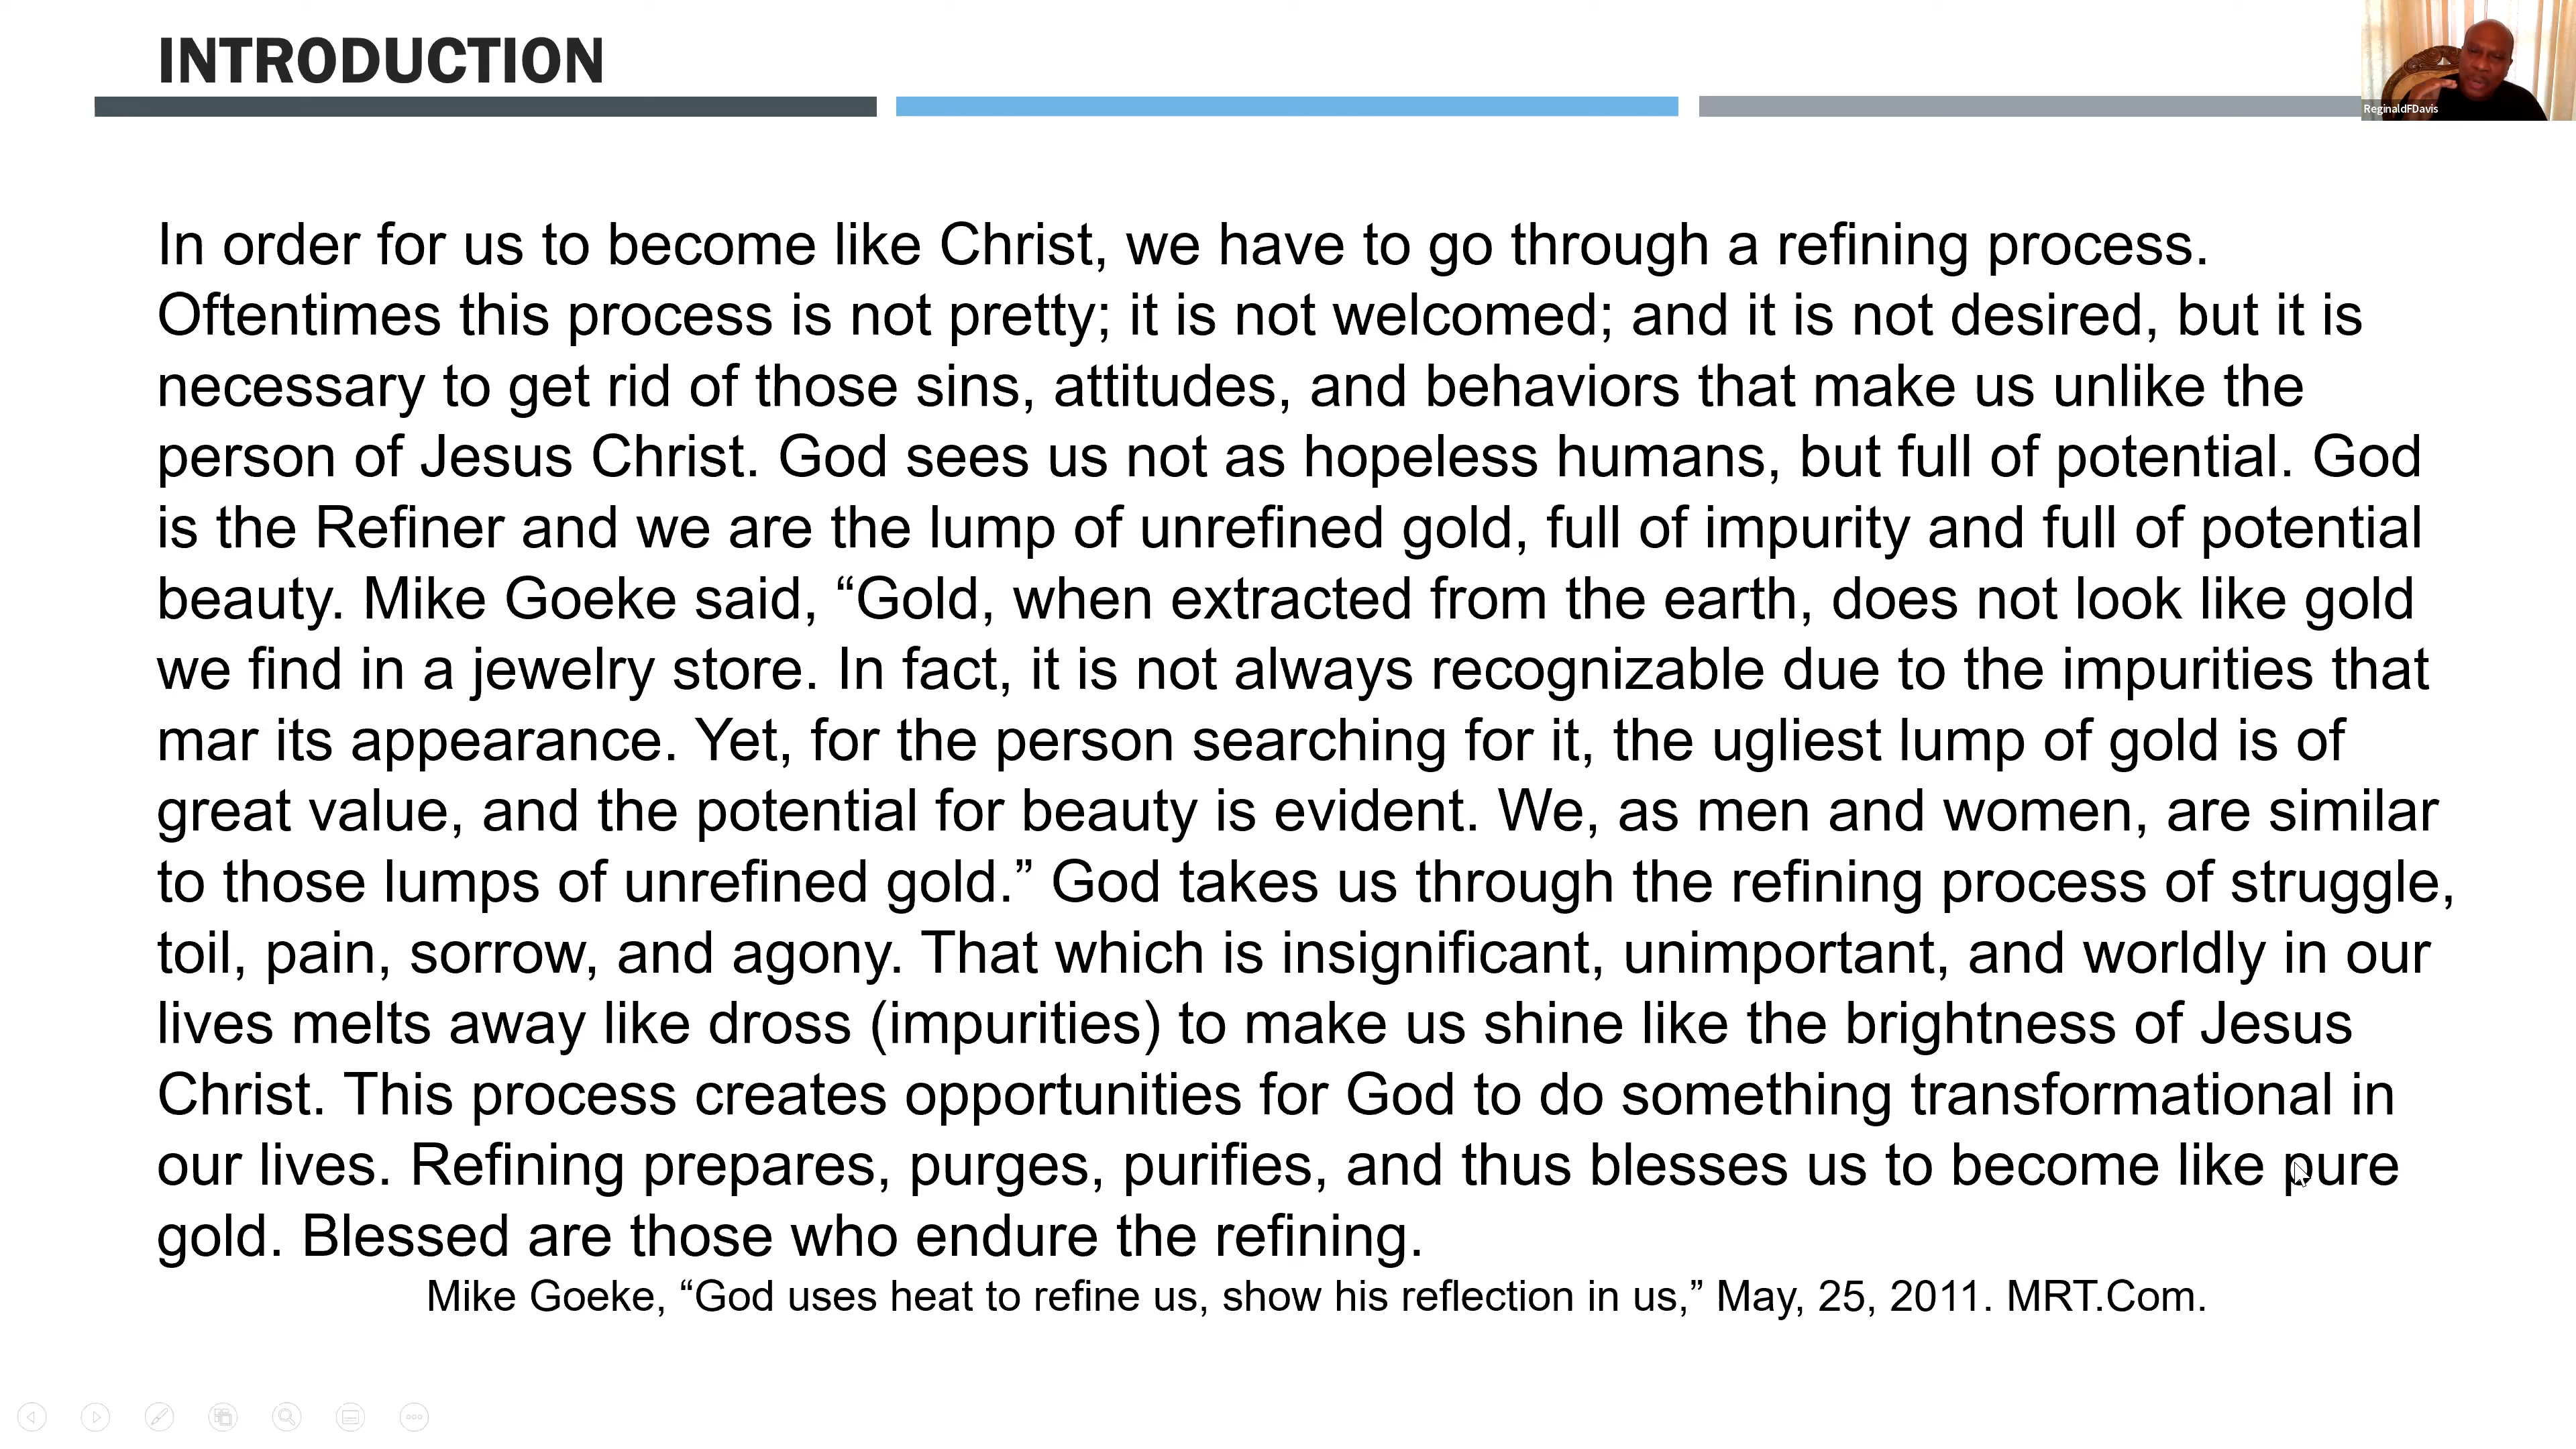 INTRODUCTION
ReginaldFDavis
In order for us to become like Christ, we have to go through a refining process.
Oftentimes this process is not pretty; it is not welcomed; and it is not desired, but it is
necessary to get rid of those sins, attitudes, and behaviors that make us unlike the
person of Jesus Christ. God sees us not as hopeless humans, but full of potential. God
is the Refiner and we are the lump of unrefined gold, full of impurity and full of potential
beauty. Mike Goeke said, “Gold, when extracted from the earth, does not look like gold
we find in a jewelry store. In fact, it is not always recognizable due to the impurities that
mar its appearance. Yet, for the person searching for it, the ugliest lump of gold is of
great value, and the potential for beauty is evident. We, as men and women, are similar
to those lumps of unrefined gold.” God takes us through the refining process of struggle,
toil, pain, sorrow, and agony. That which is insignificant, unimportant, and worldly in our
lives melts away like dross (impurities) to make us shine like the brightness of Jesus
Christ. This process creates opportunities for God to do something transformational in
our lives. Refining prepares, purges, purifies, and thus blesses us to become like pure
gold. Blessed are those who endure the refining.
Mike Goeke, “God uses heat to refine us, show his reflection in us,” May, 25, 2011. MRT.Com.